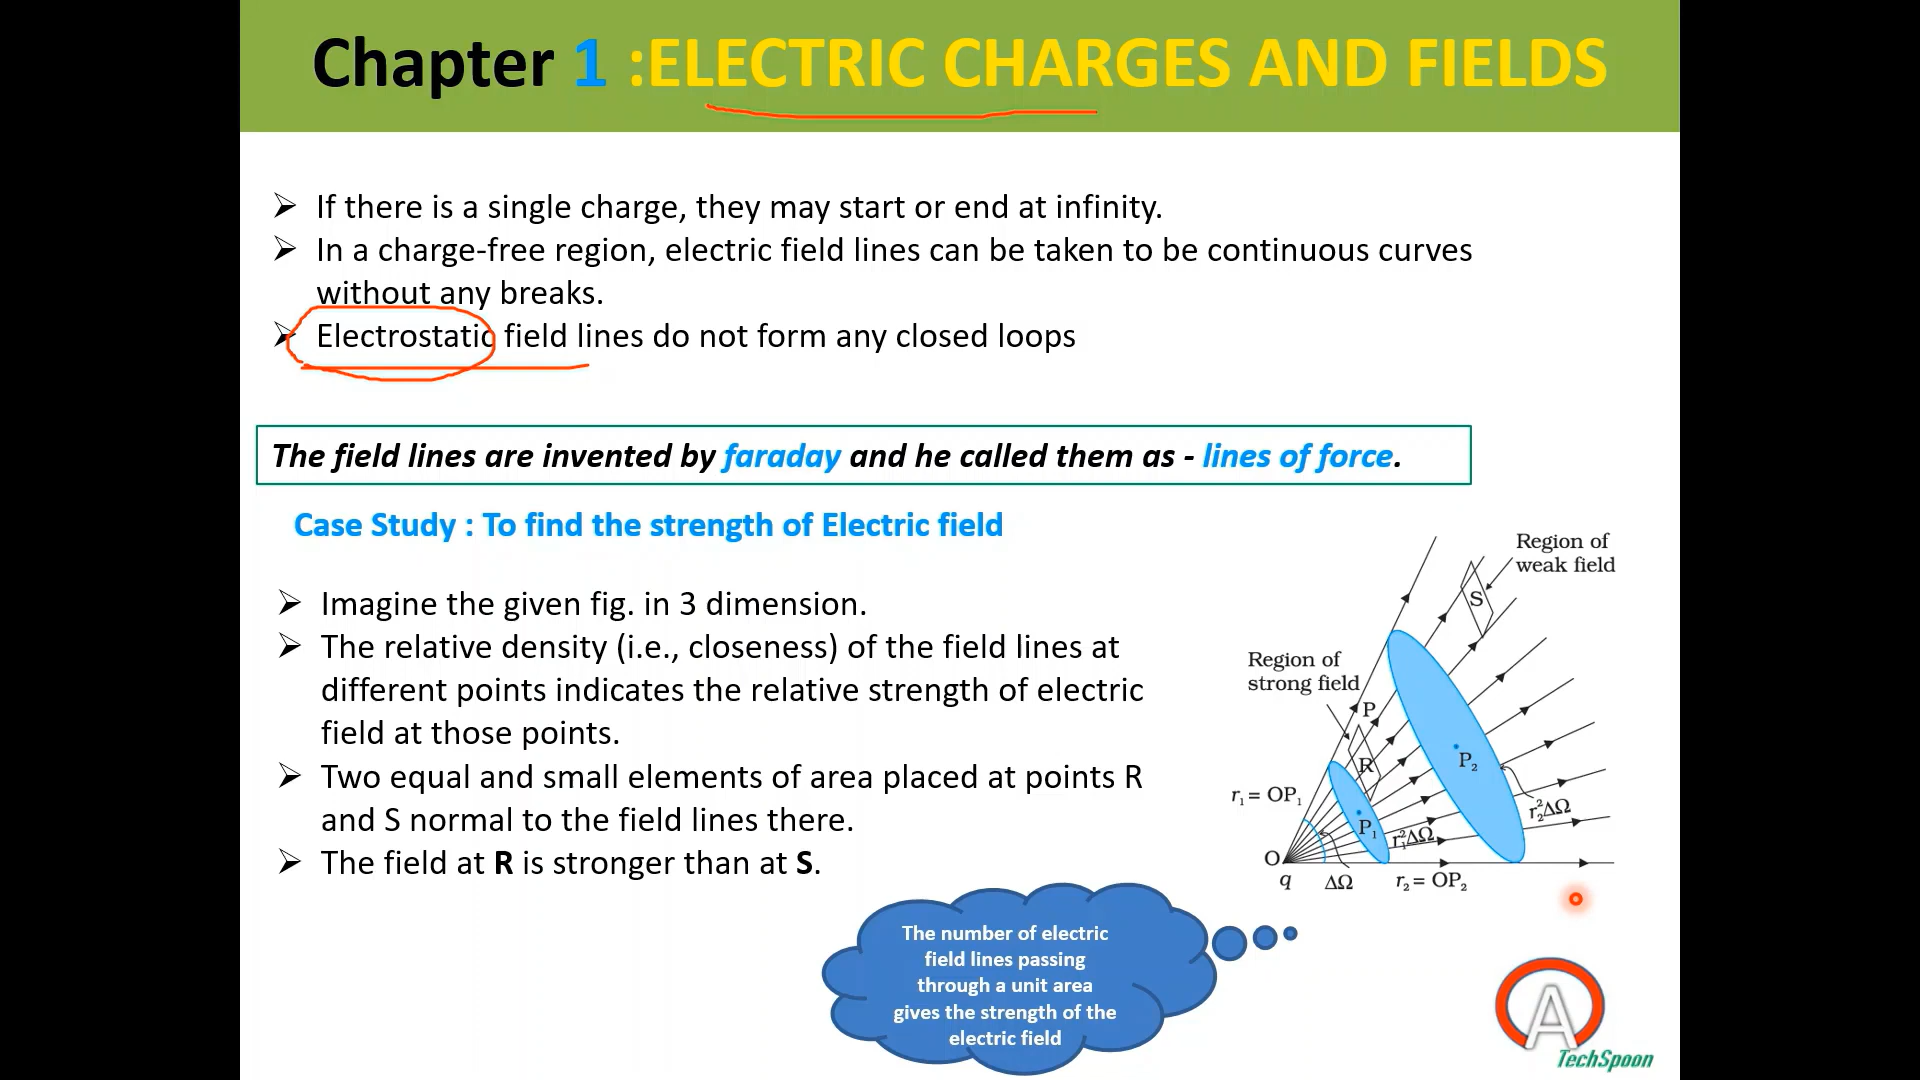 Chapter 1 :ELECTRIC CHARGES AND FIELDS
If there is a single charge, they may start or end at infinity.
In a charge-free region, electric field lines can be taken to be continuous curves
without any breaks.
Electrostatic field lines do not form any closed loops
The field lines are invented by faraday and he called them as - lines of force.
Case Study : To find the strength of Electric field
Imagine the given fig. in 3 dimension.
The relative density (i.e., closeness) of the field lines at
different points indicates the relative strength of electric
field at those points.
Two equal and small elements of area placed at points R
and S normal to the field lines there.
The field at R is stronger than at S.
Region of
weak field
S
Region of
strong field
P
R
P₂
r₁ = OP₁
P₁
r₁²ΔΩ
r₂²ΔΩ
O
q
ΔΩ
r₂ = OP₂
The number of electric
field lines passing
through a unit area
gives the strength of the
electric field
A
TechSpoon